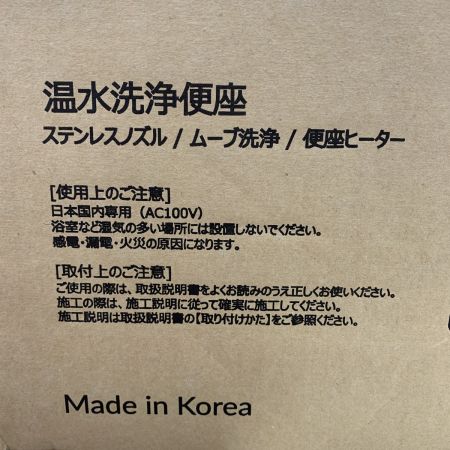 温水洗浄便座
ステンレスノズル / ムーブ洗浄 / 便座ヒーター
[使用上のご注意]
日本国内専用（AC100V）
浴室など湿気の多い場所には設置しないでください。
感電・漏電・火災の原因になります。
[取付上のご注意]
ご使用の際は、取扱説明書をよくお読みのうえ正しくお使いください。
施工の際は、施工説明に従って確実に施工してください。
施工説明は取扱説明書の【取り付けかた】をご参照ください。
Made in Korea